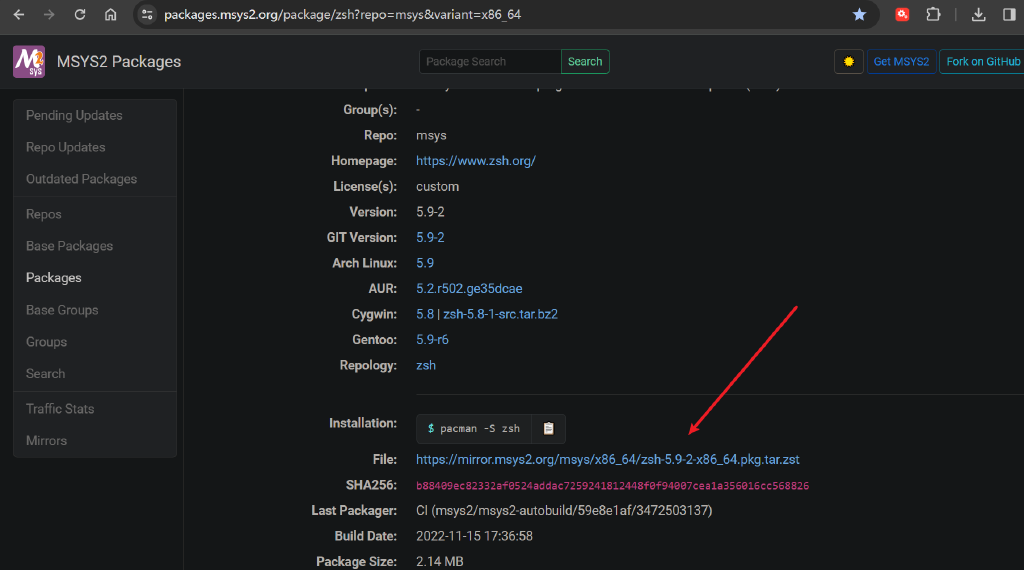 packages.msys2.org/package/zsh?repo=msys&variant=x86_64
M2 sys
MSYS2 Packages
Package Search
Search
Get MSYS2
Fork on GitHub
Pending Updates
Repo Updates
Outdated Packages
Repos
Base Packages
Packages
Base Groups
Groups
Search
Traffic Stats
Mirrors
Group(s): -
Repo: msys
Homepage: https://www.zsh.org/
License(s): custom
Version: 5.9-2
GIT Version: 5.9-2
Arch Linux: 5.9
AUR: 5.2.r502.ge35dcae
Cygwin: 5.8 | zsh-5.8-1-src.tar.bz2
Gentoo: 5.9-r6
Repology: zsh
Installation: $ pacman -S zsh
File: https://mirror.msys2.org/msys/x86_64/zsh-5.9-2-x86_64.pkg.tar.zst
SHA256: b88409ec82332af0524addac7259241812448f0f94007cea1a356016cc568826
Last Packager: CI (msys2/msys2-autobuild/59e8e1af/3472503137)
Build Date: 2022-11-15 17:36:58
Package Size: 2.14 MB